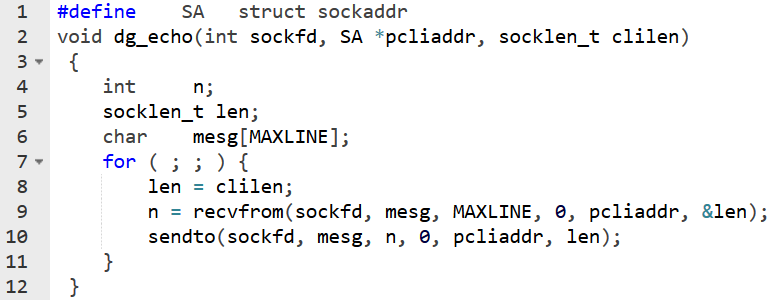 1 #define    SA   struct sockaddr
2 void dg_echo(int sockfd, SA *pcliaddr, socklen_t clilen)
3  {
4     int     n;
5     socklen_t len;
6     char    mesg[MAXLINE];
7     for ( ; ; ) {
8         len = clilen;
9         n = recvfrom(sockfd, mesg, MAXLINE, 0, pcliaddr, &len);
10         sendto(sockfd, mesg, n, 0, pcliaddr, len);
11     }
12  }